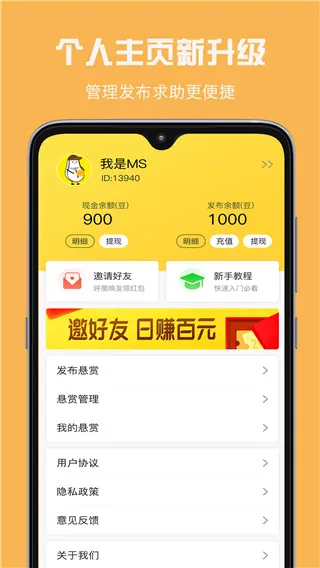 个人主页新升级
管理发布求助更便捷
我是MS
ID:13940
>>
现金余额(豆)
发布余额(豆)
900
1000
明细
提现
明细
充值
提现
邀请好友
呼朋唤友领红包
新手教程
快速入门必看
邀好友 日赚百元
发布悬赏
悬赏管理
我的悬赏
用户协议
隐私政策
意见反馈
关于我们